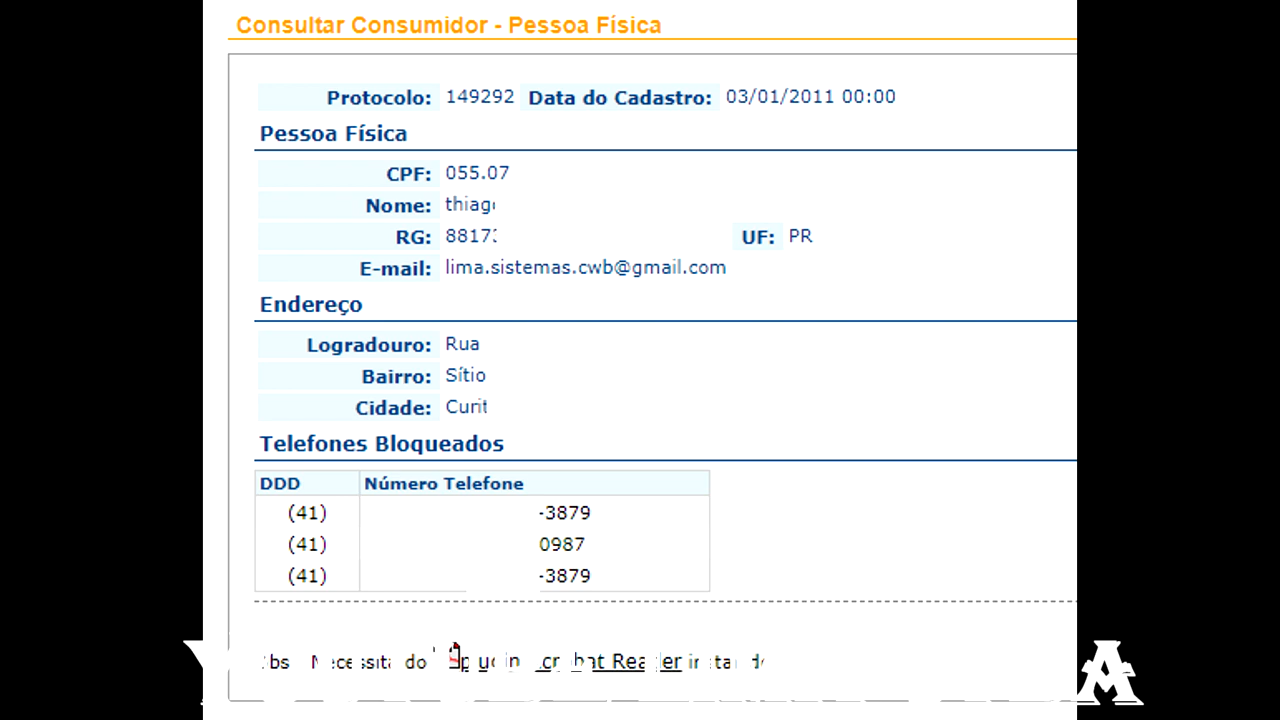 Consultar Consumidor - Pessoa Física
Protocolo: 149292 Data do Cadastro: 03/01/2011 00:00
Pessoa Física
CPF: 055.07
Nome: thiag
RG: 8817 UF: PR
E-mail: lima.sistemas.cwb@gmail.com
Endereço
Logradouro: Rua
Bairro: Sítio
Cidade: Curit
Telefones Bloqueados
DDD Número Telefone
(41) -3879
(41) 0987
(41) -3879
do